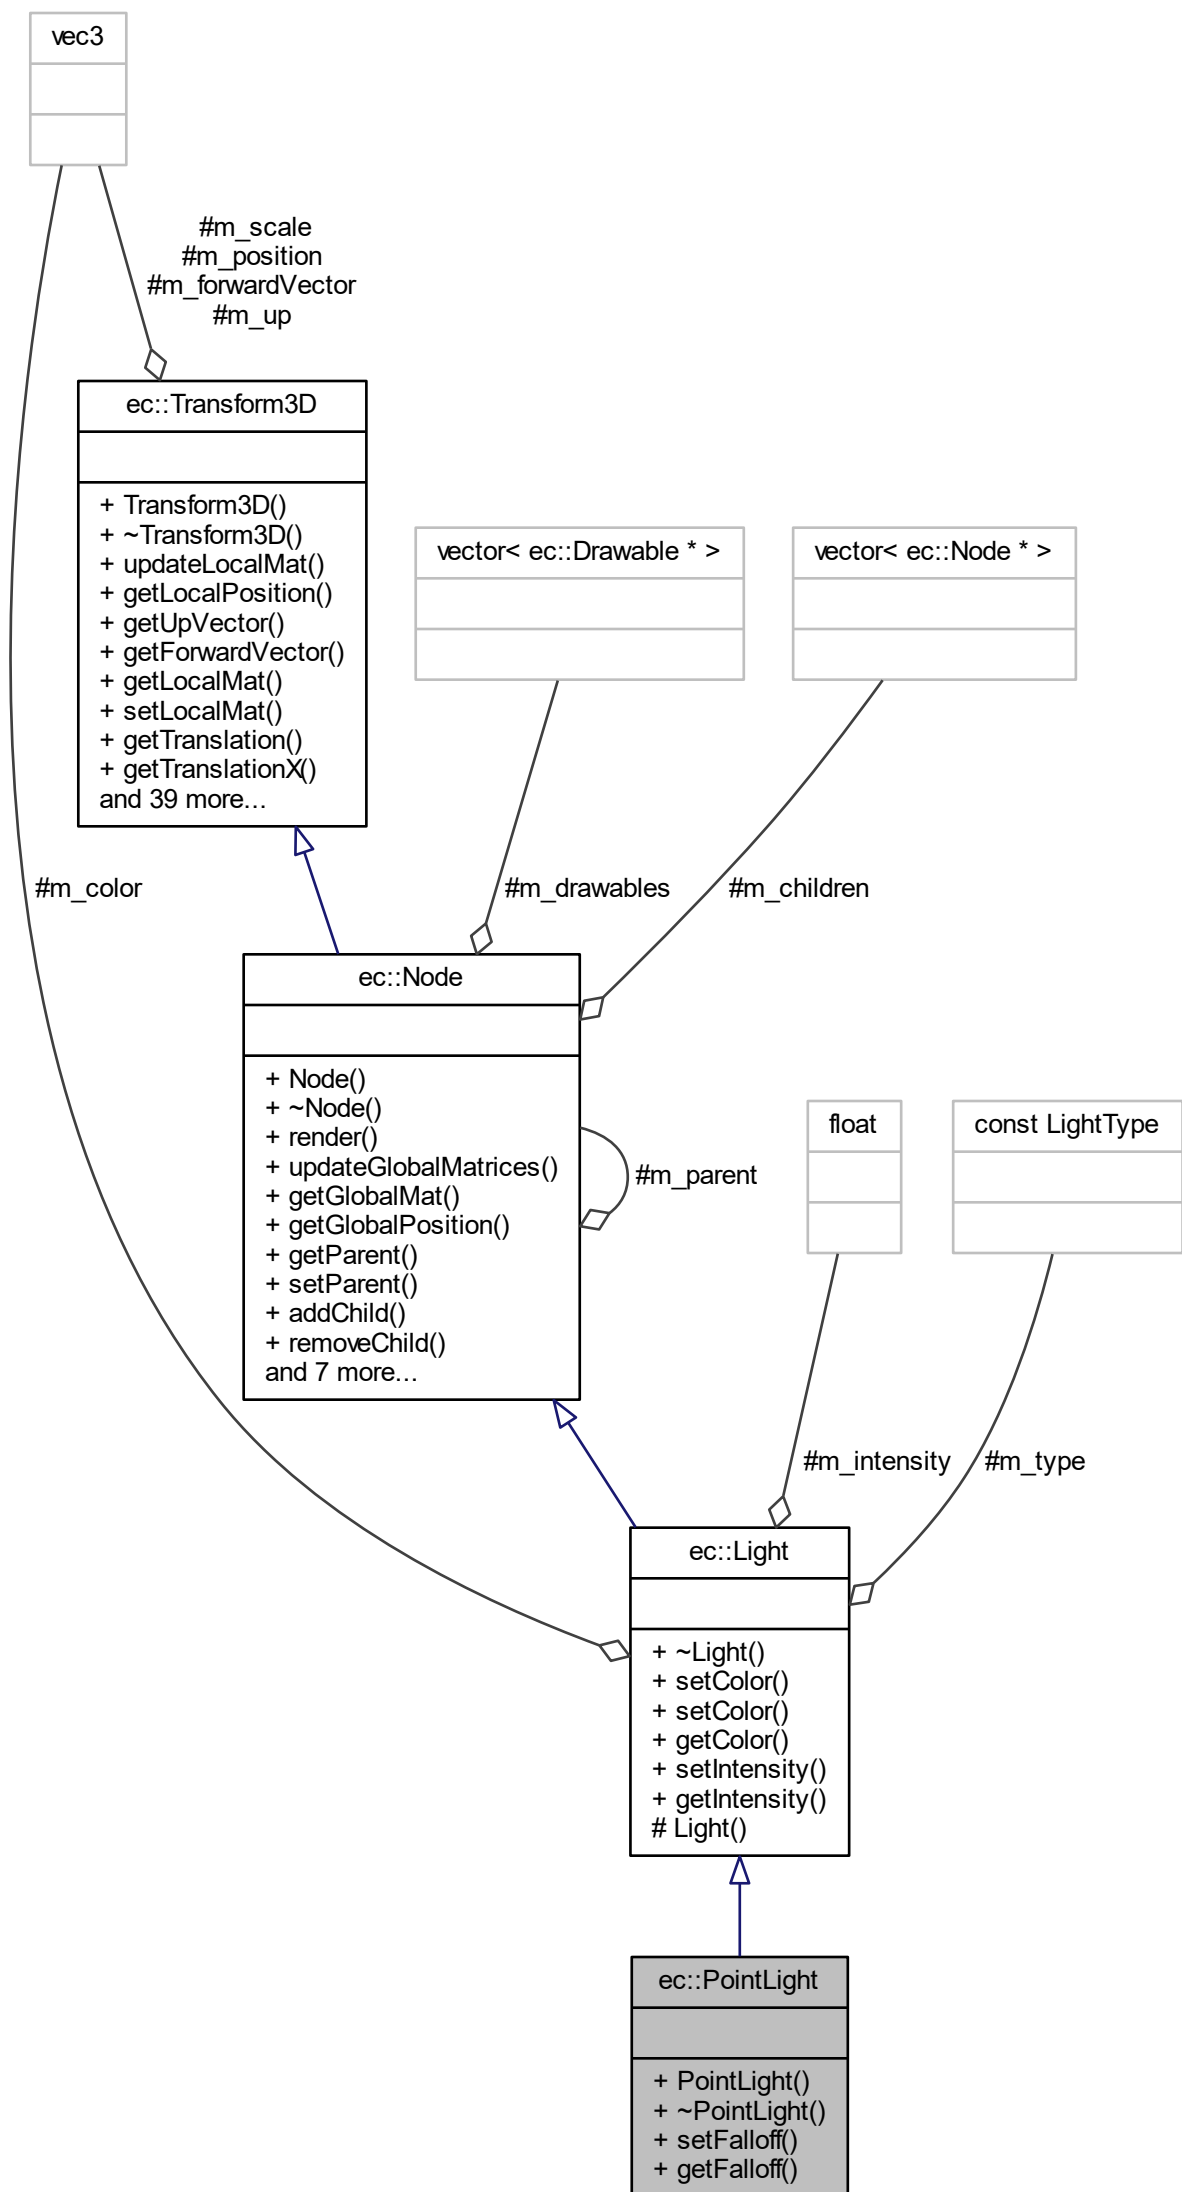 vec3
#m_scale
#m_position
#m_forwardVector
#m_up
ec::Transform3D
+ Transform3D()
+ ~Transform3D()
+ updateLocalMat()
+ getLocalPosition()
+ getUpVector()
+ getForwardVector()
+ getLocalMat()
+ setLocalMat()
+ getTranslation()
+ getTranslationX()
and 39 more...
vector< ec::Drawable * >
vector< ec::Node * >
#m_color
#m_drawables
#m_children
ec::Node
+ Node()
+ ~Node()
+ render()
+ updateGlobalMatrices()
+ getGlobalMat()
+ getGlobalPosition()
+ getParent()
+ setParent()
+ addChild()
+ removeChild()
and 7 more...
#m_parent
float
const LightType
#m_intensity
#m_type
ec::Light
+ ~Light()
+ setColor()
+ setColor()
+ getColor()
+ setIntensity()
+ getIntensity()
# Light()
ec::PointLight
+ PointLight()
+ ~PointLight()
+ setFalloff()
+ getFalloff()